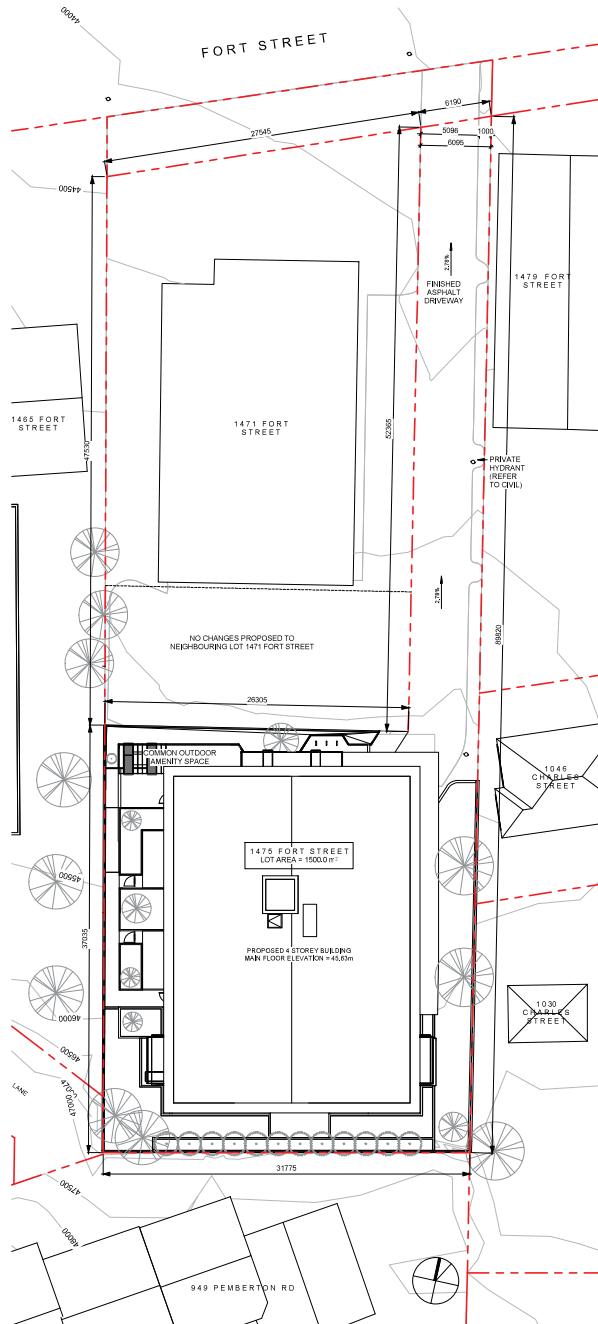 44000
FORT STREET
6190
27545
5096
1000
6095
44500
2.78%
FINISHED
ASPHALT
DRIVEWAY
1479 FORT
STREET
1465 FORT
STREET
1471 FORT
STREET
47530
52365
PRIVATE
HYDRANT
(REFER
TO CIVIL)
2.78%
89820
NO CHANGES PROPOSED TO
NEIGHBOURING LOT 1471 FORT STREET
26305
COMMON OUTDOOR
AMENITY SPACE
1046
CHARLES
STREET
1475 FORT STREET
LOT AREA = 1500.0 m²
45500
37035
PROPOSED 4 STOREY BUILDING
MAIN FLOOR ELEVATION = 45.63m
1030
CHARLES
STREET
46000
46500
LANE
47000
31775
47500
48000
949 PEMBERTON RD